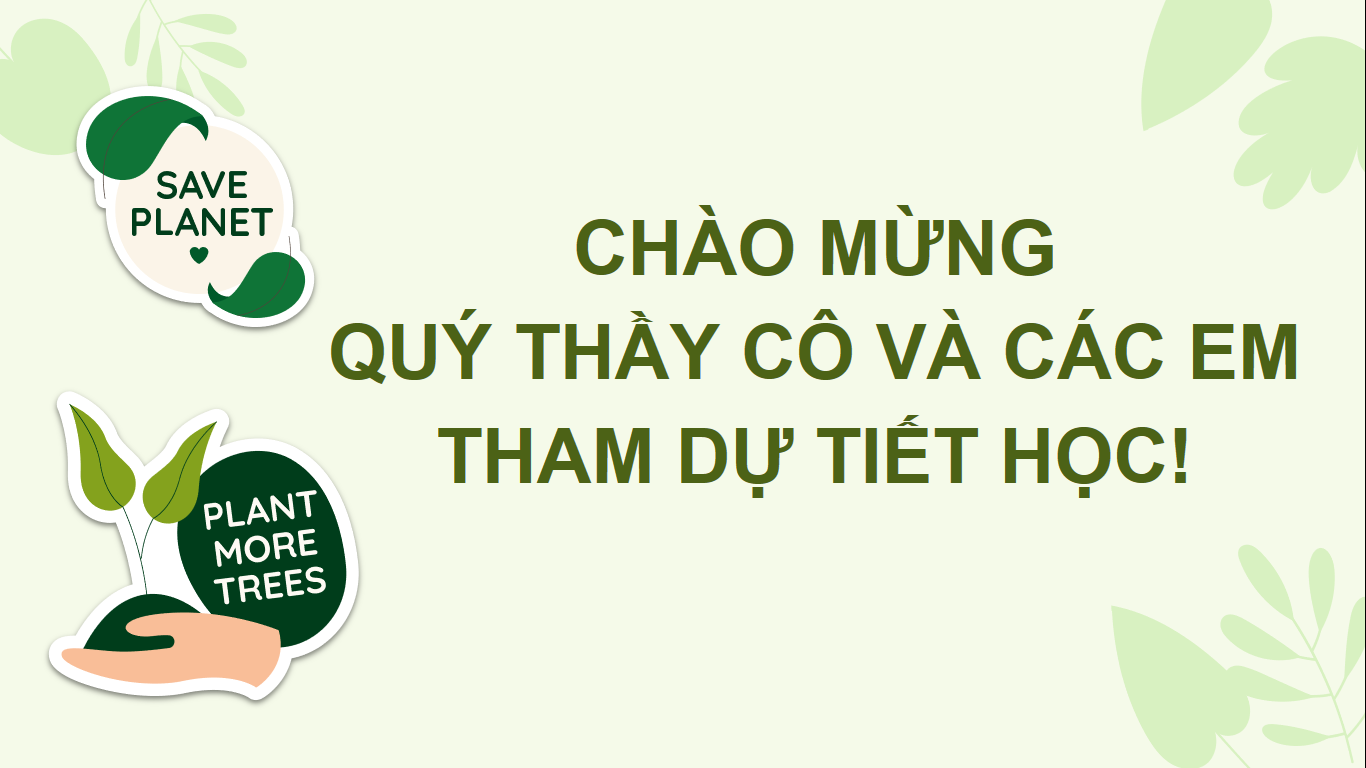 SAVE
PLANET
CHÀO MỪNG
QUÝ THẦY CÔ VÀ CÁC EM
THAM DỰ TIẾT HỌC!
PLANT
MORE
TREES